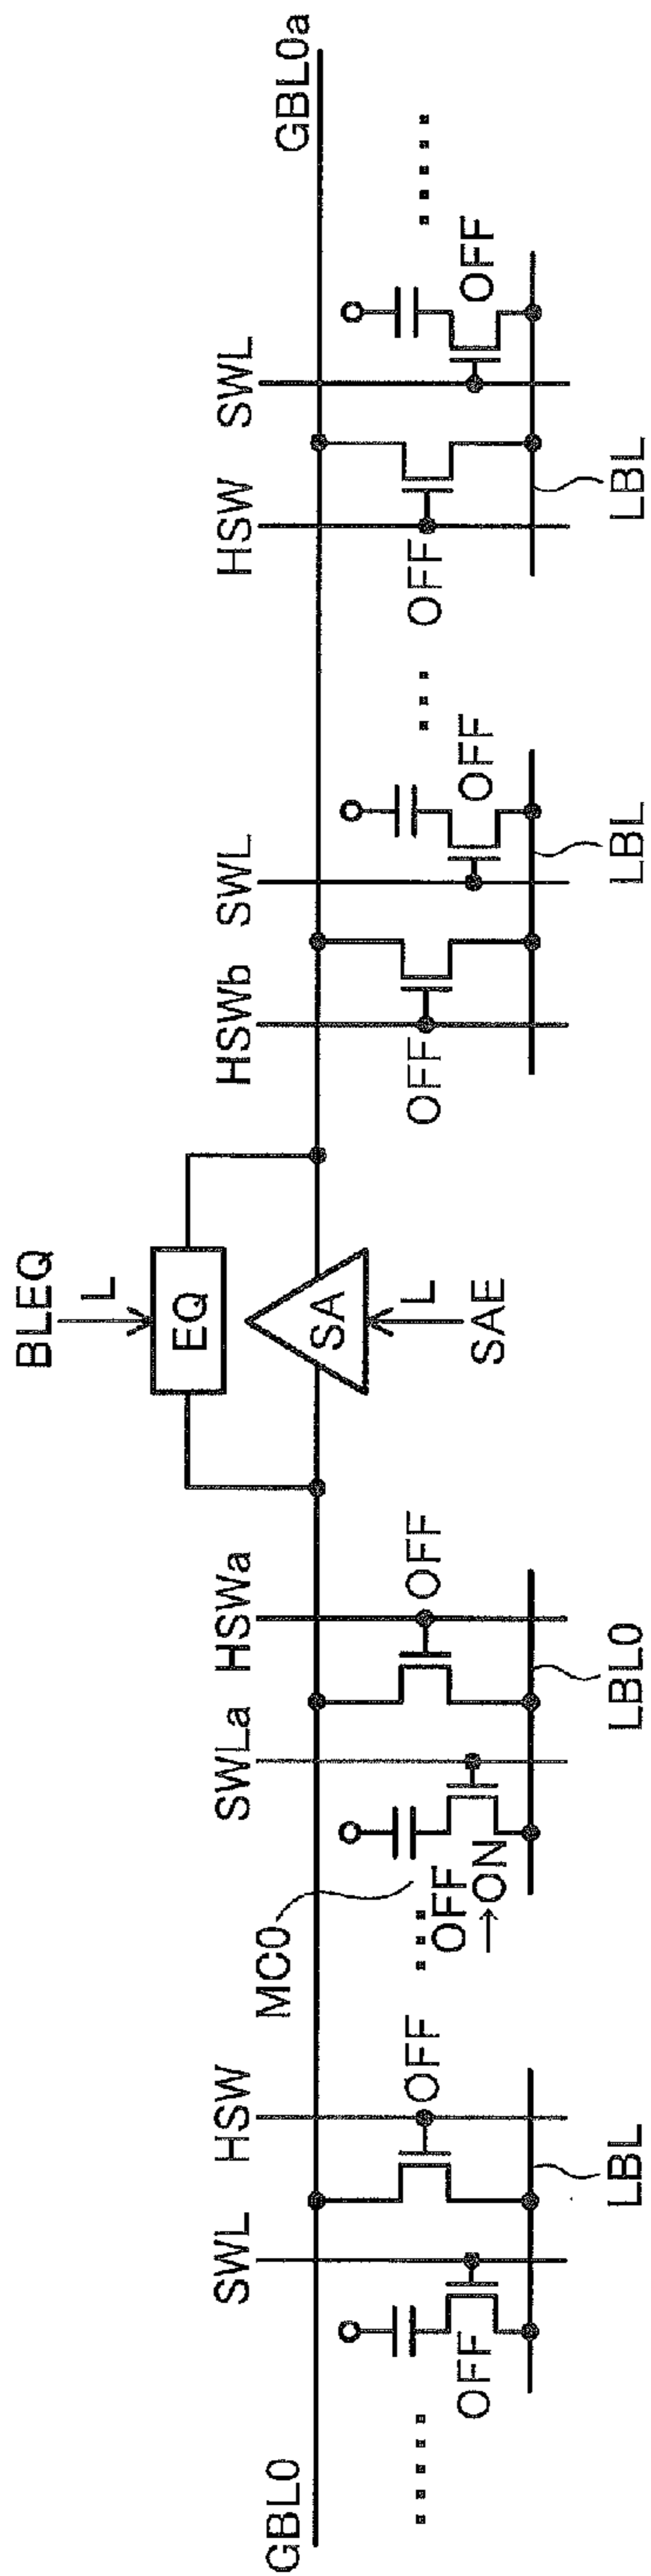 BLEQ
L
EQ
SA
L
SAE
GBL0
GBL0a
SWL
HSW
SWLa
HSWa
HSWb
SWL
HSW
SWL
MC0
OFF
OFF
OFF
→ON
OFF
OFF
OFF
OFF
OFF
LBL
LBL0
LBL
LBL